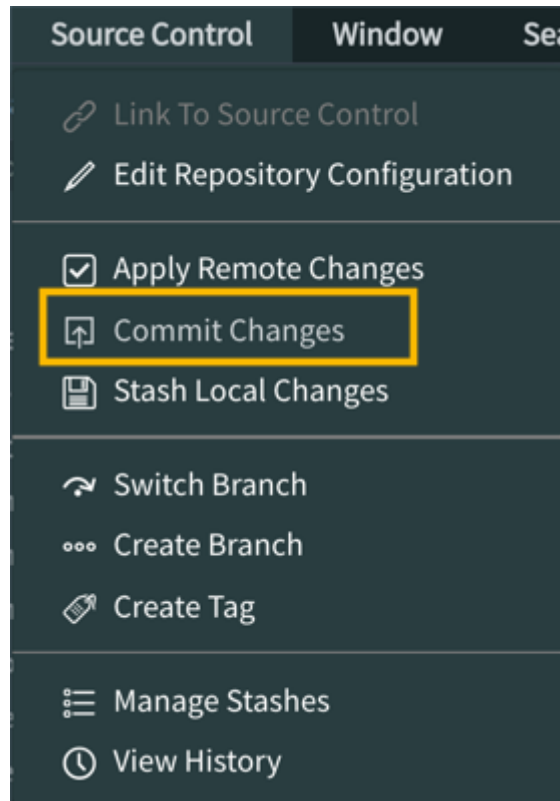 Source Control Window
Link To Source Control
Edit Repository Configuration
Apply Remote Changes
Commit Changes
Stash Local Changes
Switch Branch
Create Branch
Create Tag
Manage Stashes
View History